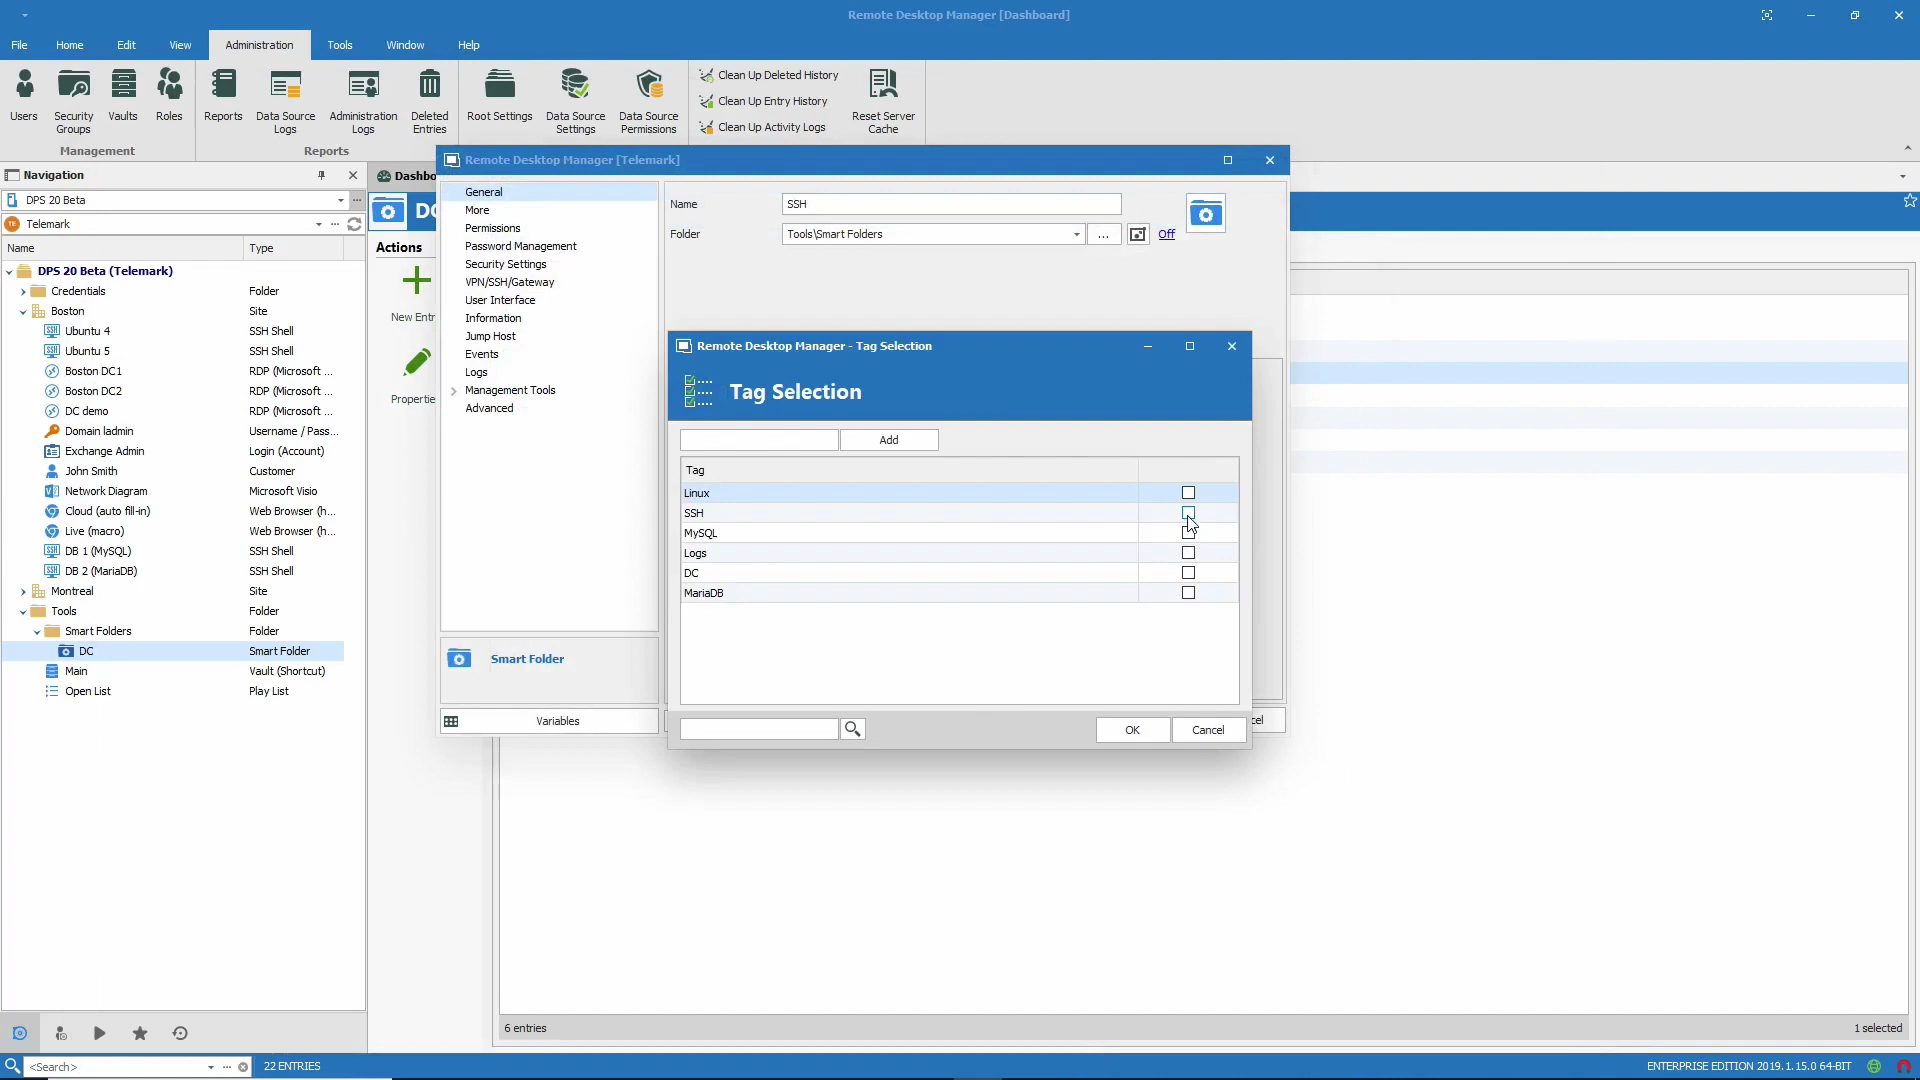 Remote Desktop Manager [Dashboard]
File Home Edit View Administration Tools Window Help
Users
Security Groups
Vaults
Roles
Management
Reports
Data Source Logs
Administration Logs
Deleted Entries
Reports
Root Settings
Data Source Settings
Data Source Permissions
Clean Up Deleted History
Clean Up Entry History
Clean Up Activity Logs
Reset Server Cache
Navigation
DPS 20 Beta
Telemark
Name Type
DPS 20 Beta (Telemark)
Credentials Folder
Boston Site
Ubuntu 4 SSH Shell
Ubuntu 5 SSH Shell
Boston DC1 RDP (Microsoft ...
Boston DC2 RDP (Microsoft ...
DC demo RDP (Microsoft ...
Domain ladmin Username / Pass...
Exchange Admin Login (Account)
John Smith Customer
Network Diagram Microsoft Visio
Cloud (auto fill-in) Web Browser (h...
Live (macro) Web Browser (h...
DB 1 (MySQL) SSH Shell
DB 2 (MariaDB) SSH Shell
Montreal Site
Tools Folder
Smart Folders Folder
DC Smart Folder
Main Vault (Shortcut)
Open List Play List
<Search>
22 ENTRIES
Dashbo
DC
Actions
New Entr
Propertie
Remote Desktop Manager [Telemark]
General
More
Permissions
Password Management
Security Settings
VPN/SSH/Gateway
User Interface
Information
Jump Host
Events
Logs
Management Tools
Advanced
Smart Folder
Variables
Name SSH
Folder Tools\Smart Folders ... Off
cel
Remote Desktop Manager - Tag Selection
Tag Selection
Add
Tag
Linux
SSH
MySQL
Logs
DC
MariaDB
OK Cancel
6 entries 1 selected
ENTERPRISE EDITION 2019.1.15.0 64-BIT